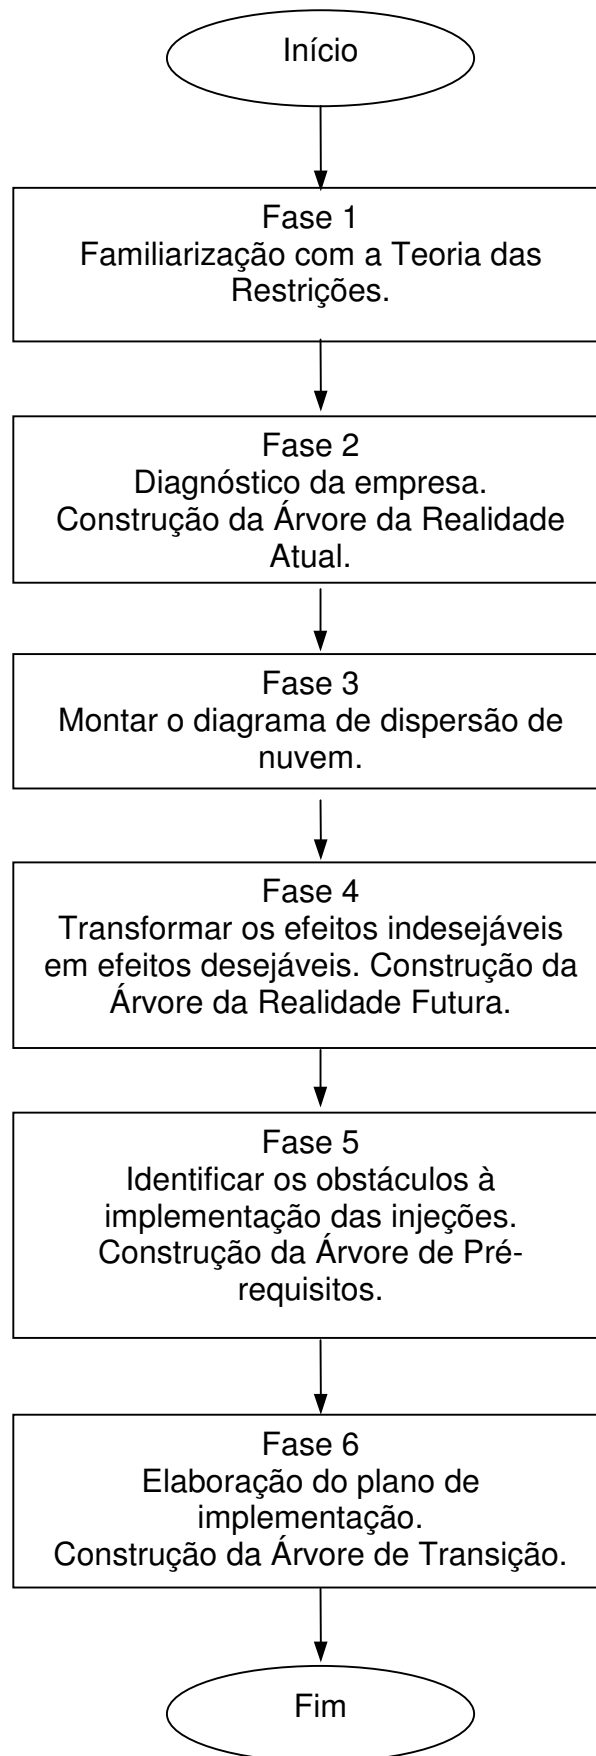 Início
Fase 1
Familiarização com a Teoria das
Restrições.
Fase 2
Diagnóstico da empresa.
Construção da Árvore da Realidade
Atual.
Fase 3
Montar o diagrama de dispersão de
nuvem.
Fase 4
Transformar os efeitos indesejáveis
em efeitos desejáveis. Construção da
Árvore da Realidade Futura.
Fase 5
Identificar os obstáculos à
implementação das injeções.
Construção da Árvore de Pré-
requisitos.
Fase 6
Elaboração do plano de
implementação.
Construção da Árvore de Transição.
Fim